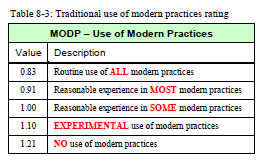 Table 8-3: Traditional use of modern practices rating
MODP – Use of Modern Practices
Value Description
0.83 Routine use of ALL modern practices
0.91 Reasonable experience in MOST modern practices
1.00 Reasonable experience in SOME modern practices
1.10 EXPERIMENTAL use of modern practices
1.21 NO use of modern practices